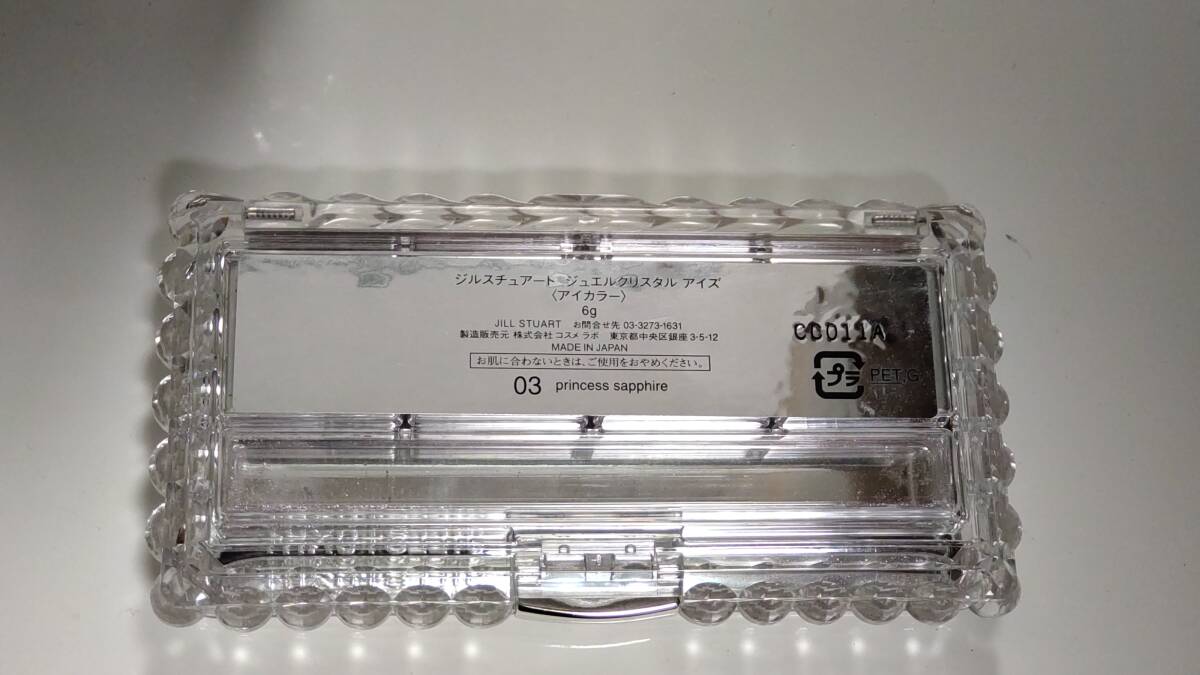 ジルスチュアート ジュエルクリスタル アイズ
〈アイカラー〉
6g
JILL STUART お問合せ先 03-3273-1631
製造販売元 株式会社 コスメ ラボ 東京都中央区銀座 3-5-12
MADE IN JAPAN
お肌に合わないときは、ご使用をおやめください。
03 princess sapphire
CC011A
プラ PET,G